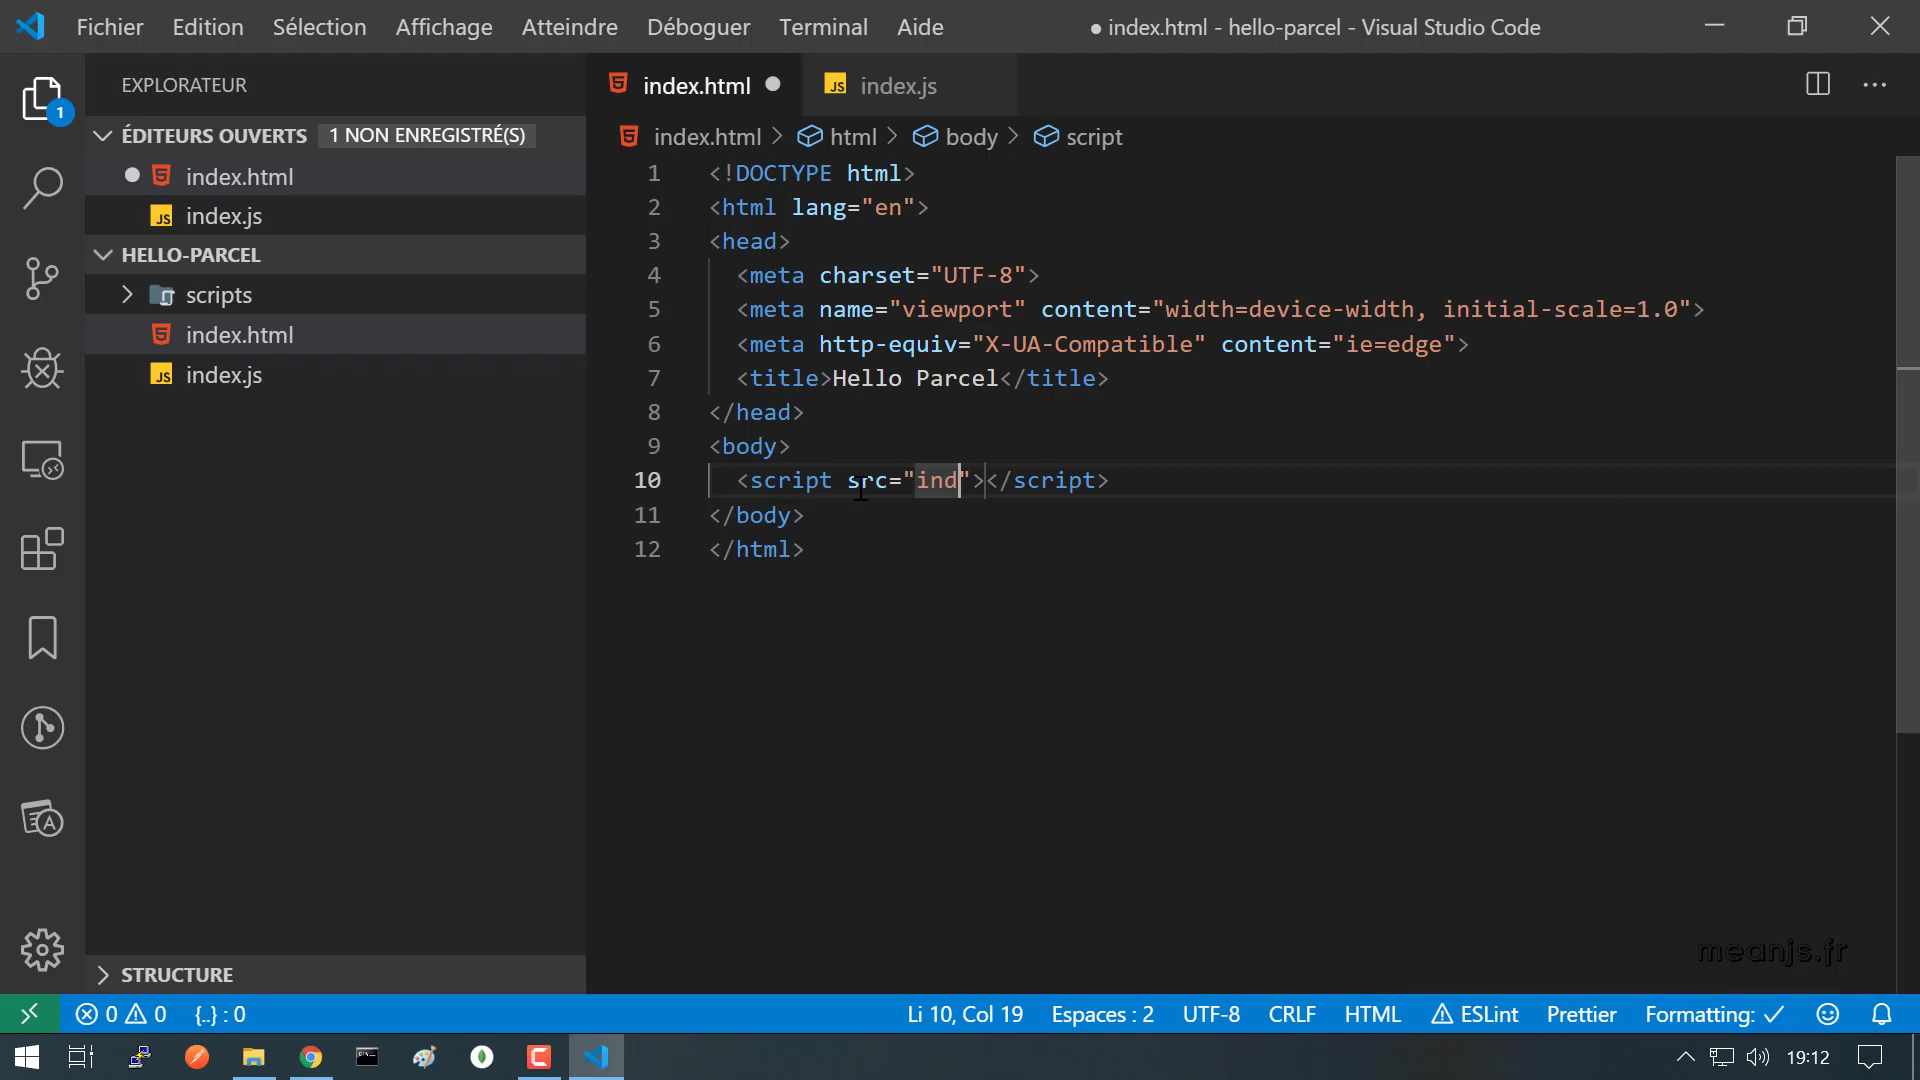 Fichier Edition Sélection Affichage Atteindre Déboguer Terminal Aide ● index.html - hello-parcel - Visual Studio Code
EXPLORATEUR
1
ÉDITEURS OUVERTS 1 NON ENREGISTRÉ(S)
index.html
JS index.js
HELLO-PARCEL
scripts
index.html
JS index.js
STRUCTURE
index.html ● JS index.js
index.html > html > body > script
1 <!DOCTYPE html>
2 <html lang="en">
3 <head>
4 <meta charset="UTF-8">
5 <meta name="viewport" content="width=device-width, initial-scale=1.0">
6 <meta http-equiv="X-UA-Compatible" content="ie=edge">
7 <title>Hello Parcel</title>
8 </head>
9 <body>
10 <script src="ind"></script>
11 </body>
12 </html>
meanjs.fr
0 0 {..} : 0 Li 10, Col 19 Espaces : 2 UTF-8 CRLF HTML ESLint Prettier Formatting: ✓
19:12